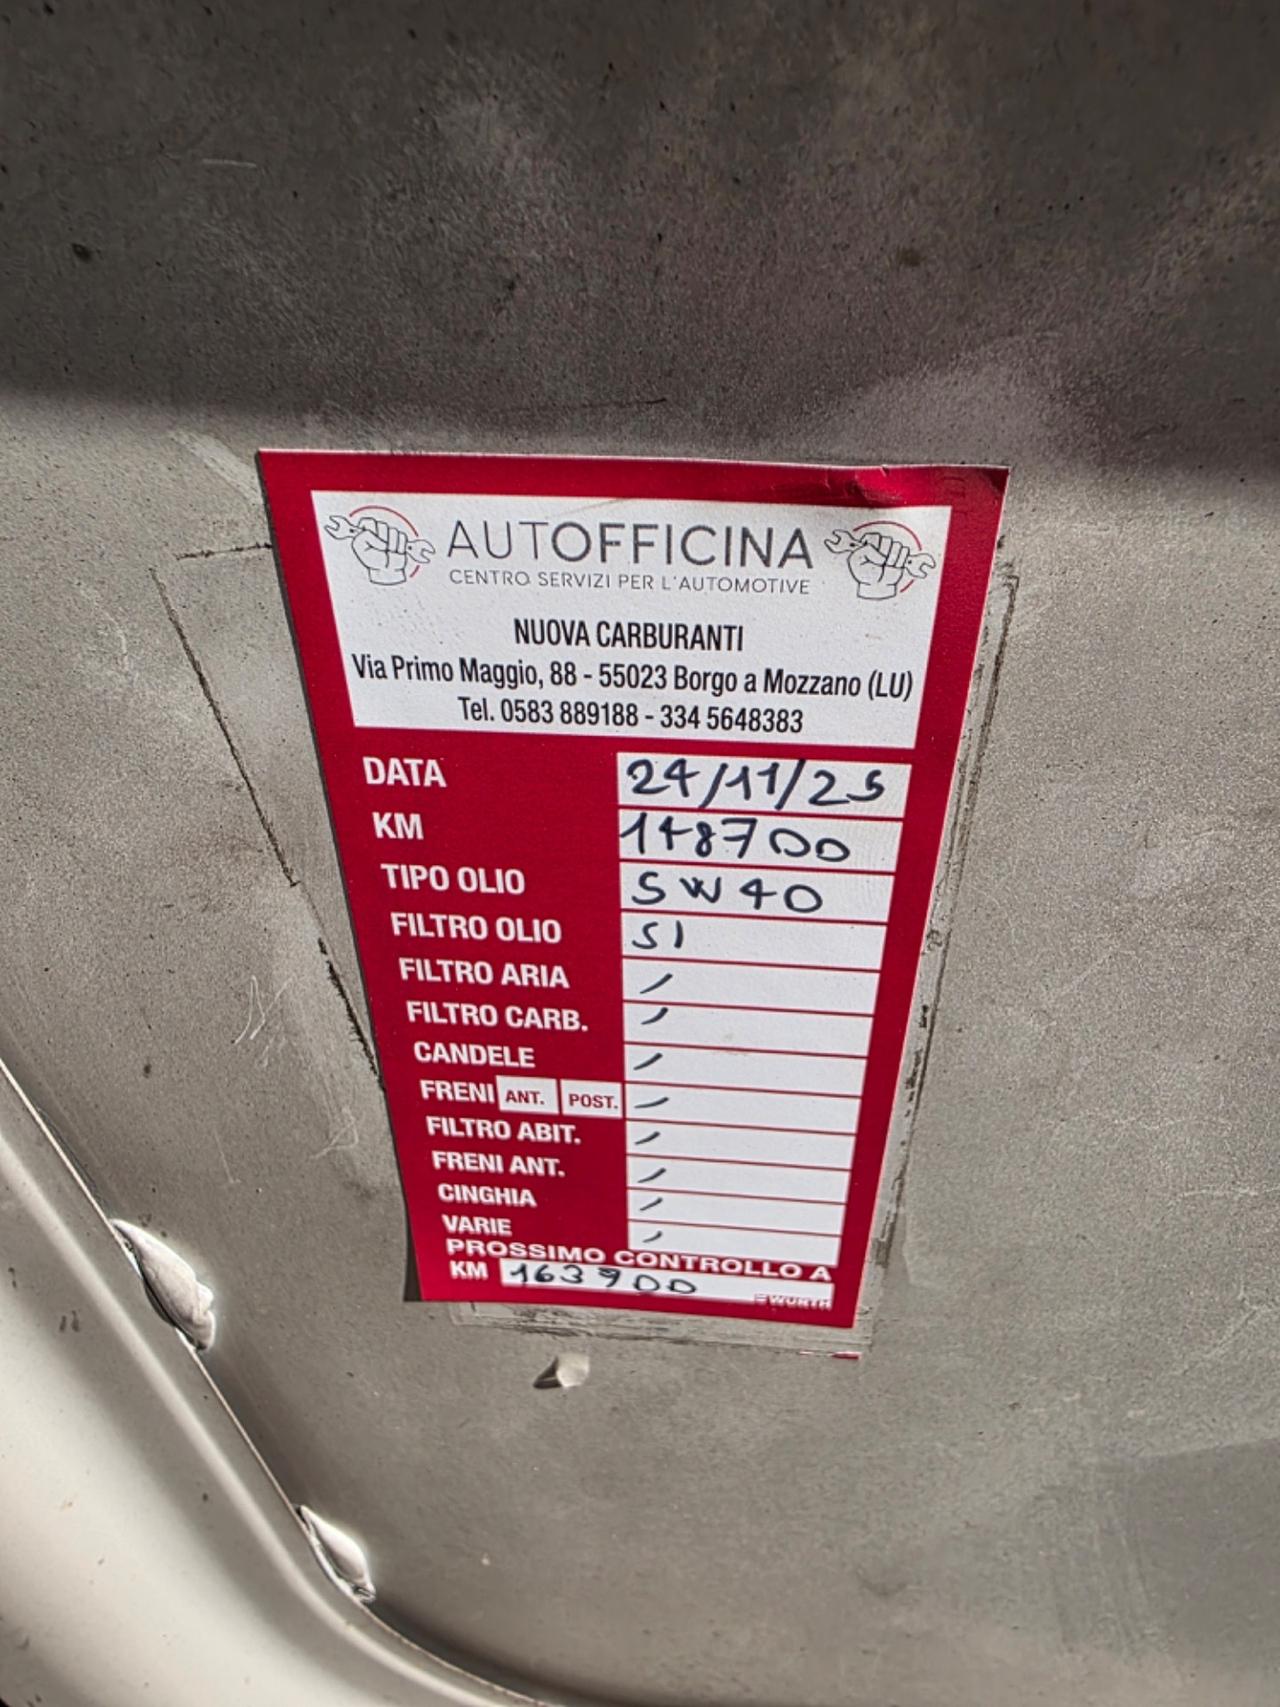 AUTOFFICINA
CENTRO SERVIZI PER L'AUTOMOTIVE
NUOVA CARBURANTI
Via Primo Maggio, 88 - 55023 Borgo a Mozzano (LU)
Tel. 0583 889188 - 334 5648383
DATA 24/11/25
KM 148700
TIPO OLIO 5W40
FILTRO OLIO SI
FILTRO ARIA /
FILTRO CARB. /
CANDELE /
FRENI ANT. POST. /
FILTRO ABIT. /
FRENI ANT. /
CINGHIA /
VARIE /
PROSSIMO CONTROLLO A
KM 163700
WÜRTH